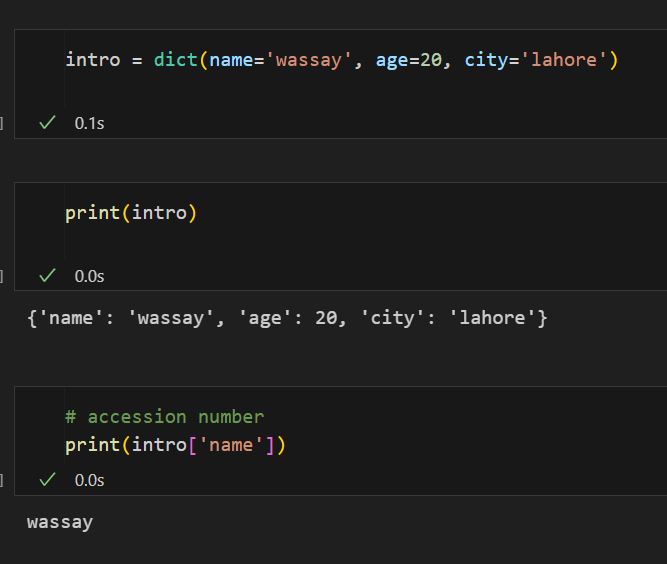 intro = dict(name='wassay', age=20, city='lahore')
] 0.1s
print(intro)
] 0.0s
{'name': 'wassay', 'age': 20, 'city': 'lahore'}
# accession number
print(intro['name'])
] 0.0s
wassay